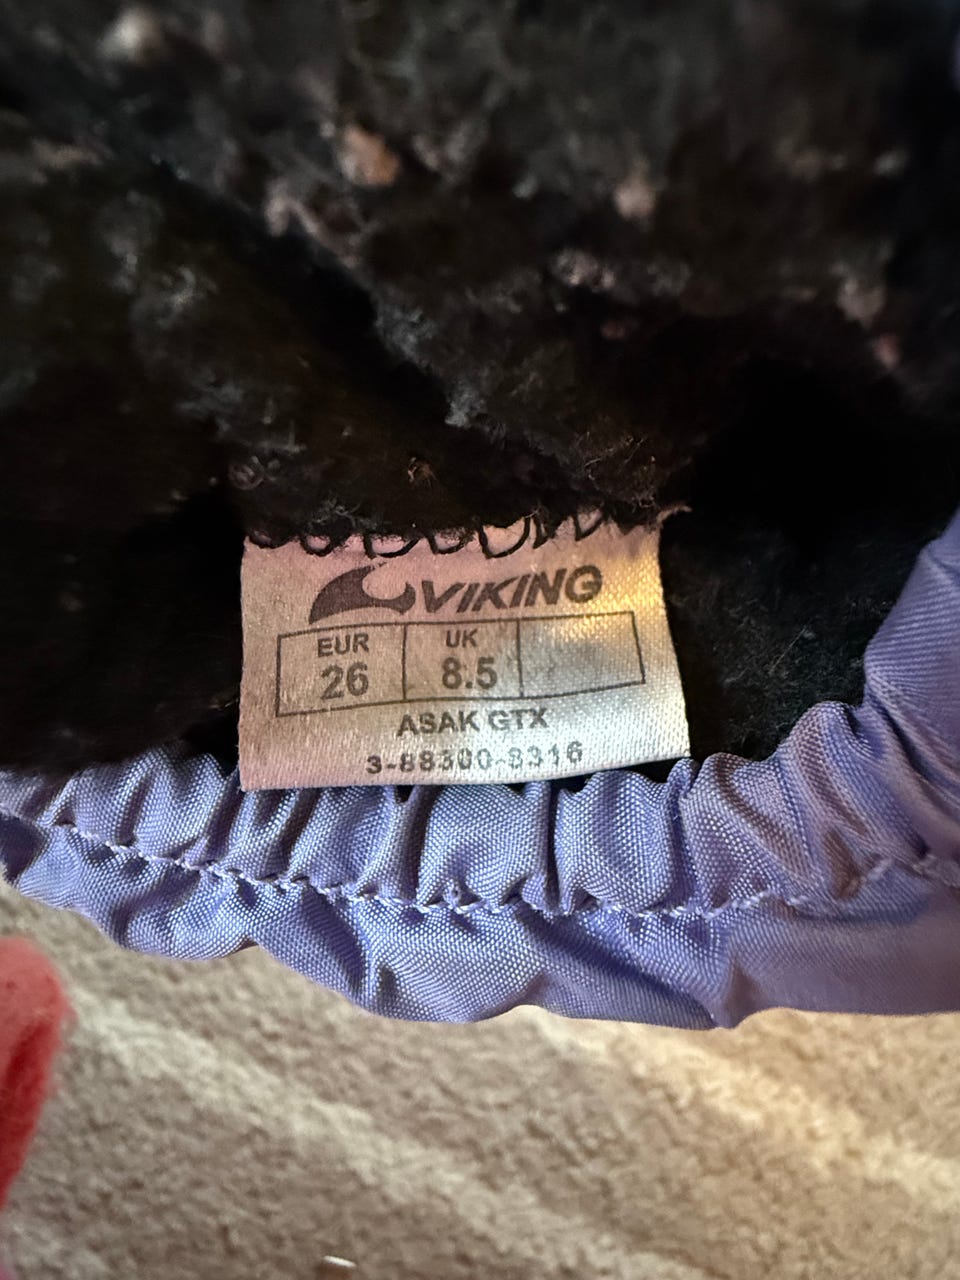 VIKING
EUR UK
26 8.5
ASAK GTX
3-88300-8316